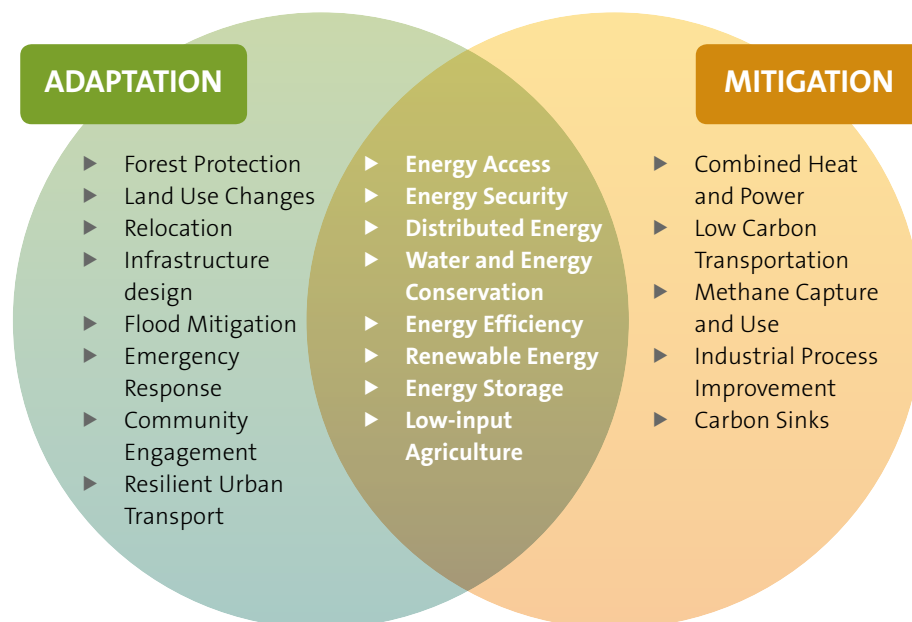 ADAPTATION
Forest Protection
Land Use Changes
Relocation
Infrastructure
design
Flood Mitigation
Emergency
Response
Community
Engagement
Resilient Urban
Transport
Energy Access
Energy Security
Distributed Energy
Water and Energy
Conservation
Energy Efficiency
Renewable Energy
Energy Storage
Low-input
Agriculture
MITIGATION
Combined Heat
and Power
Low Carbon
Transportation
Methane Capture
and Use
Industrial Process
Improvement
Carbon Sinks